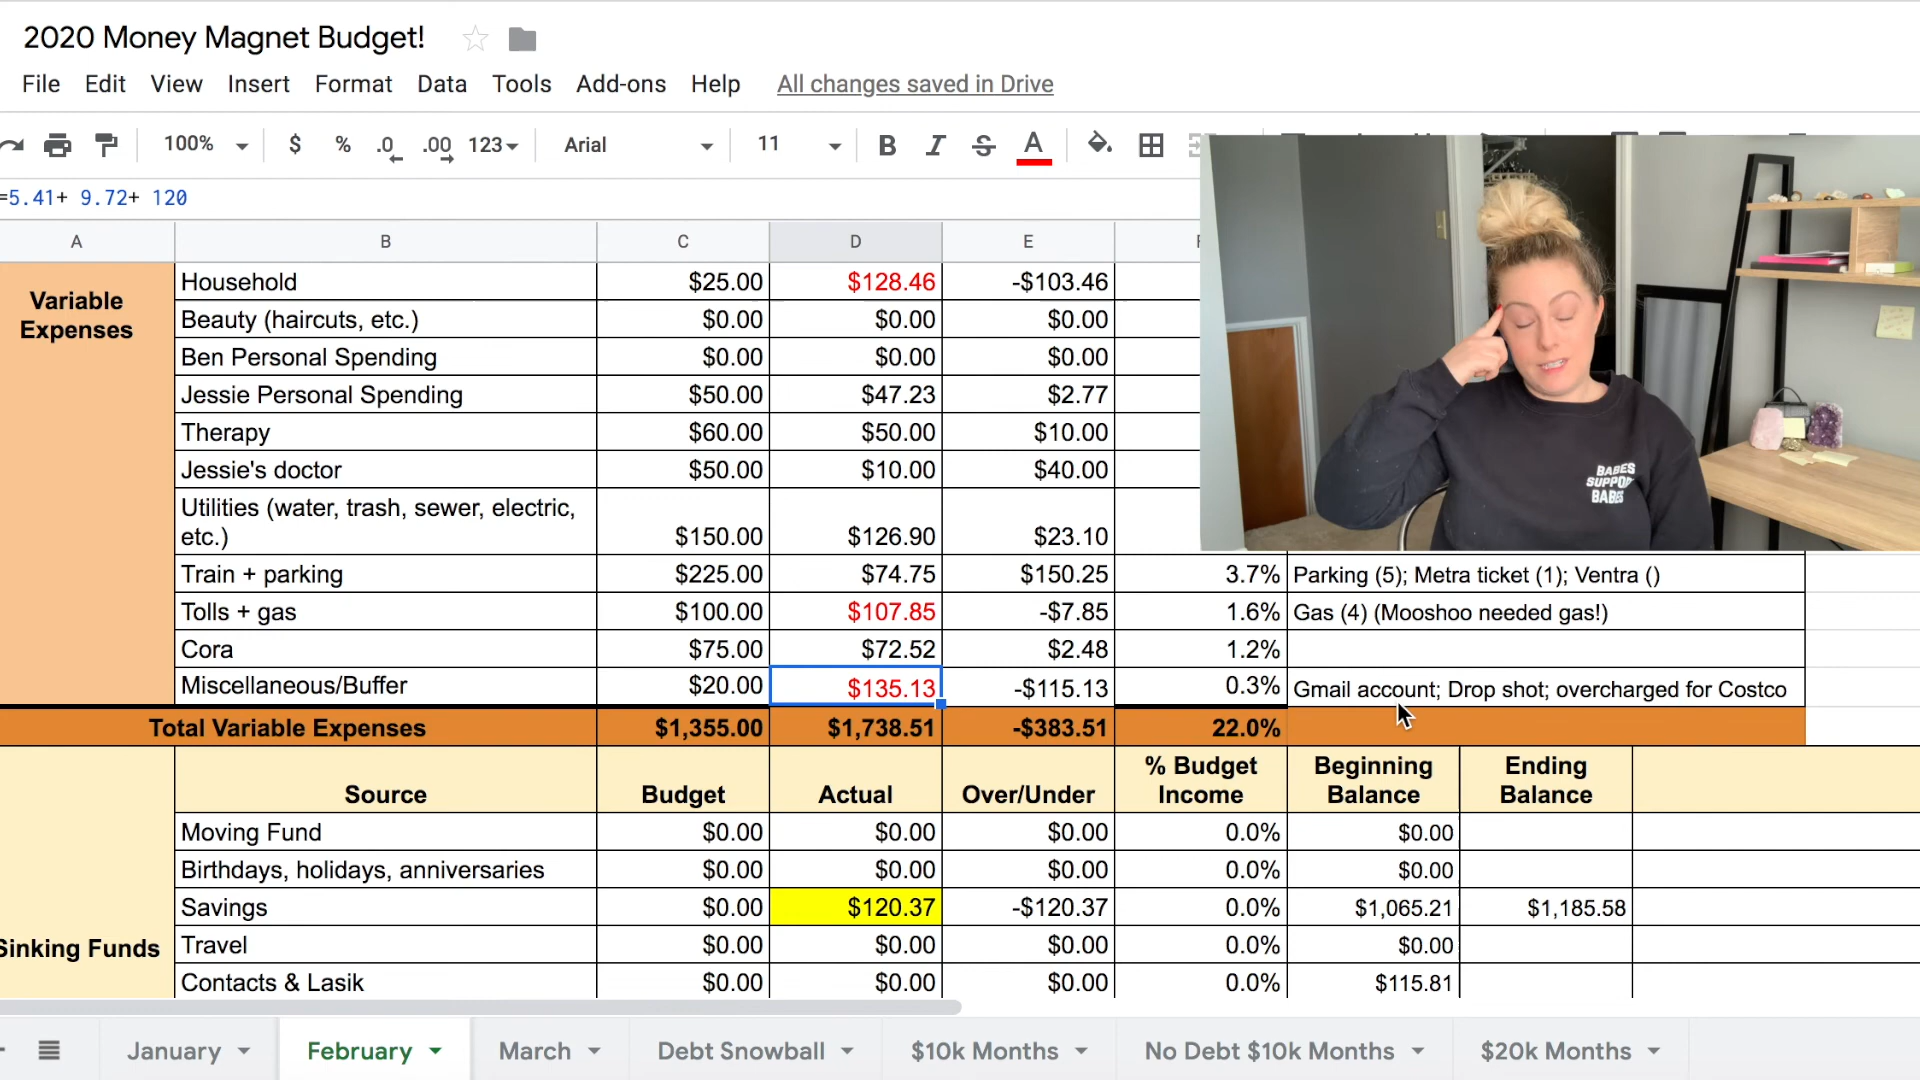 2020 Money Magnet Budget!
File Edit View Insert Format Data Tools Add-ons Help All changes saved in Drive
100% $ % .0 .00 123 Arial 11 B I S A
=5.41+ 9.72+ 120
A B C D E
Variable Expenses
Household $25.00 $128.46 -$103.46
Beauty (haircuts, etc.) $0.00 $0.00 $0.00
Ben Personal Spending $0.00 $0.00 $0.00
Jessie Personal Spending $50.00 $47.23 $2.77
Therapy $60.00 $50.00 $10.00
Jessie's doctor $50.00 $10.00 $40.00
Utilities (water, trash, sewer, electric,
etc.) $150.00 $126.90 $23.10
Train + parking $225.00 $74.75 $150.25 3.7% Parking (5); Metra ticket (1); Ventra ()
Tolls + gas $100.00 $107.85 -$7.85 1.6% Gas (4) (Mooshoo needed gas!)
Cora $75.00 $72.52 $2.48 1.2%
Miscellaneous/Buffer $20.00 $135.13 -$115.13 0.3% Gmail account; Drop shot; overcharged for Costco
Total Variable Expenses $1,355.00 $1,738.51 -$383.51 22.0%
Source Budget Actual Over/Under % Budget Income Beginning Balance Ending Balance
Moving Fund $0.00 $0.00 $0.00 0.0% $0.00
Birthdays, holidays, anniversaries $0.00 $0.00 $0.00 0.0% $0.00
Savings $0.00 $120.37 -$120.37 0.0% $1,065.21 $1,185.58
Sinking Funds
Travel $0.00 $0.00 $0.00 0.0% $0.00
Contacts & Lasik $0.00 $0.00 $0.00 0.0% $115.81
January February March Debt Snowball $10k Months No Debt $10k Months $20k Months
BABES
SUPPORT
BABES